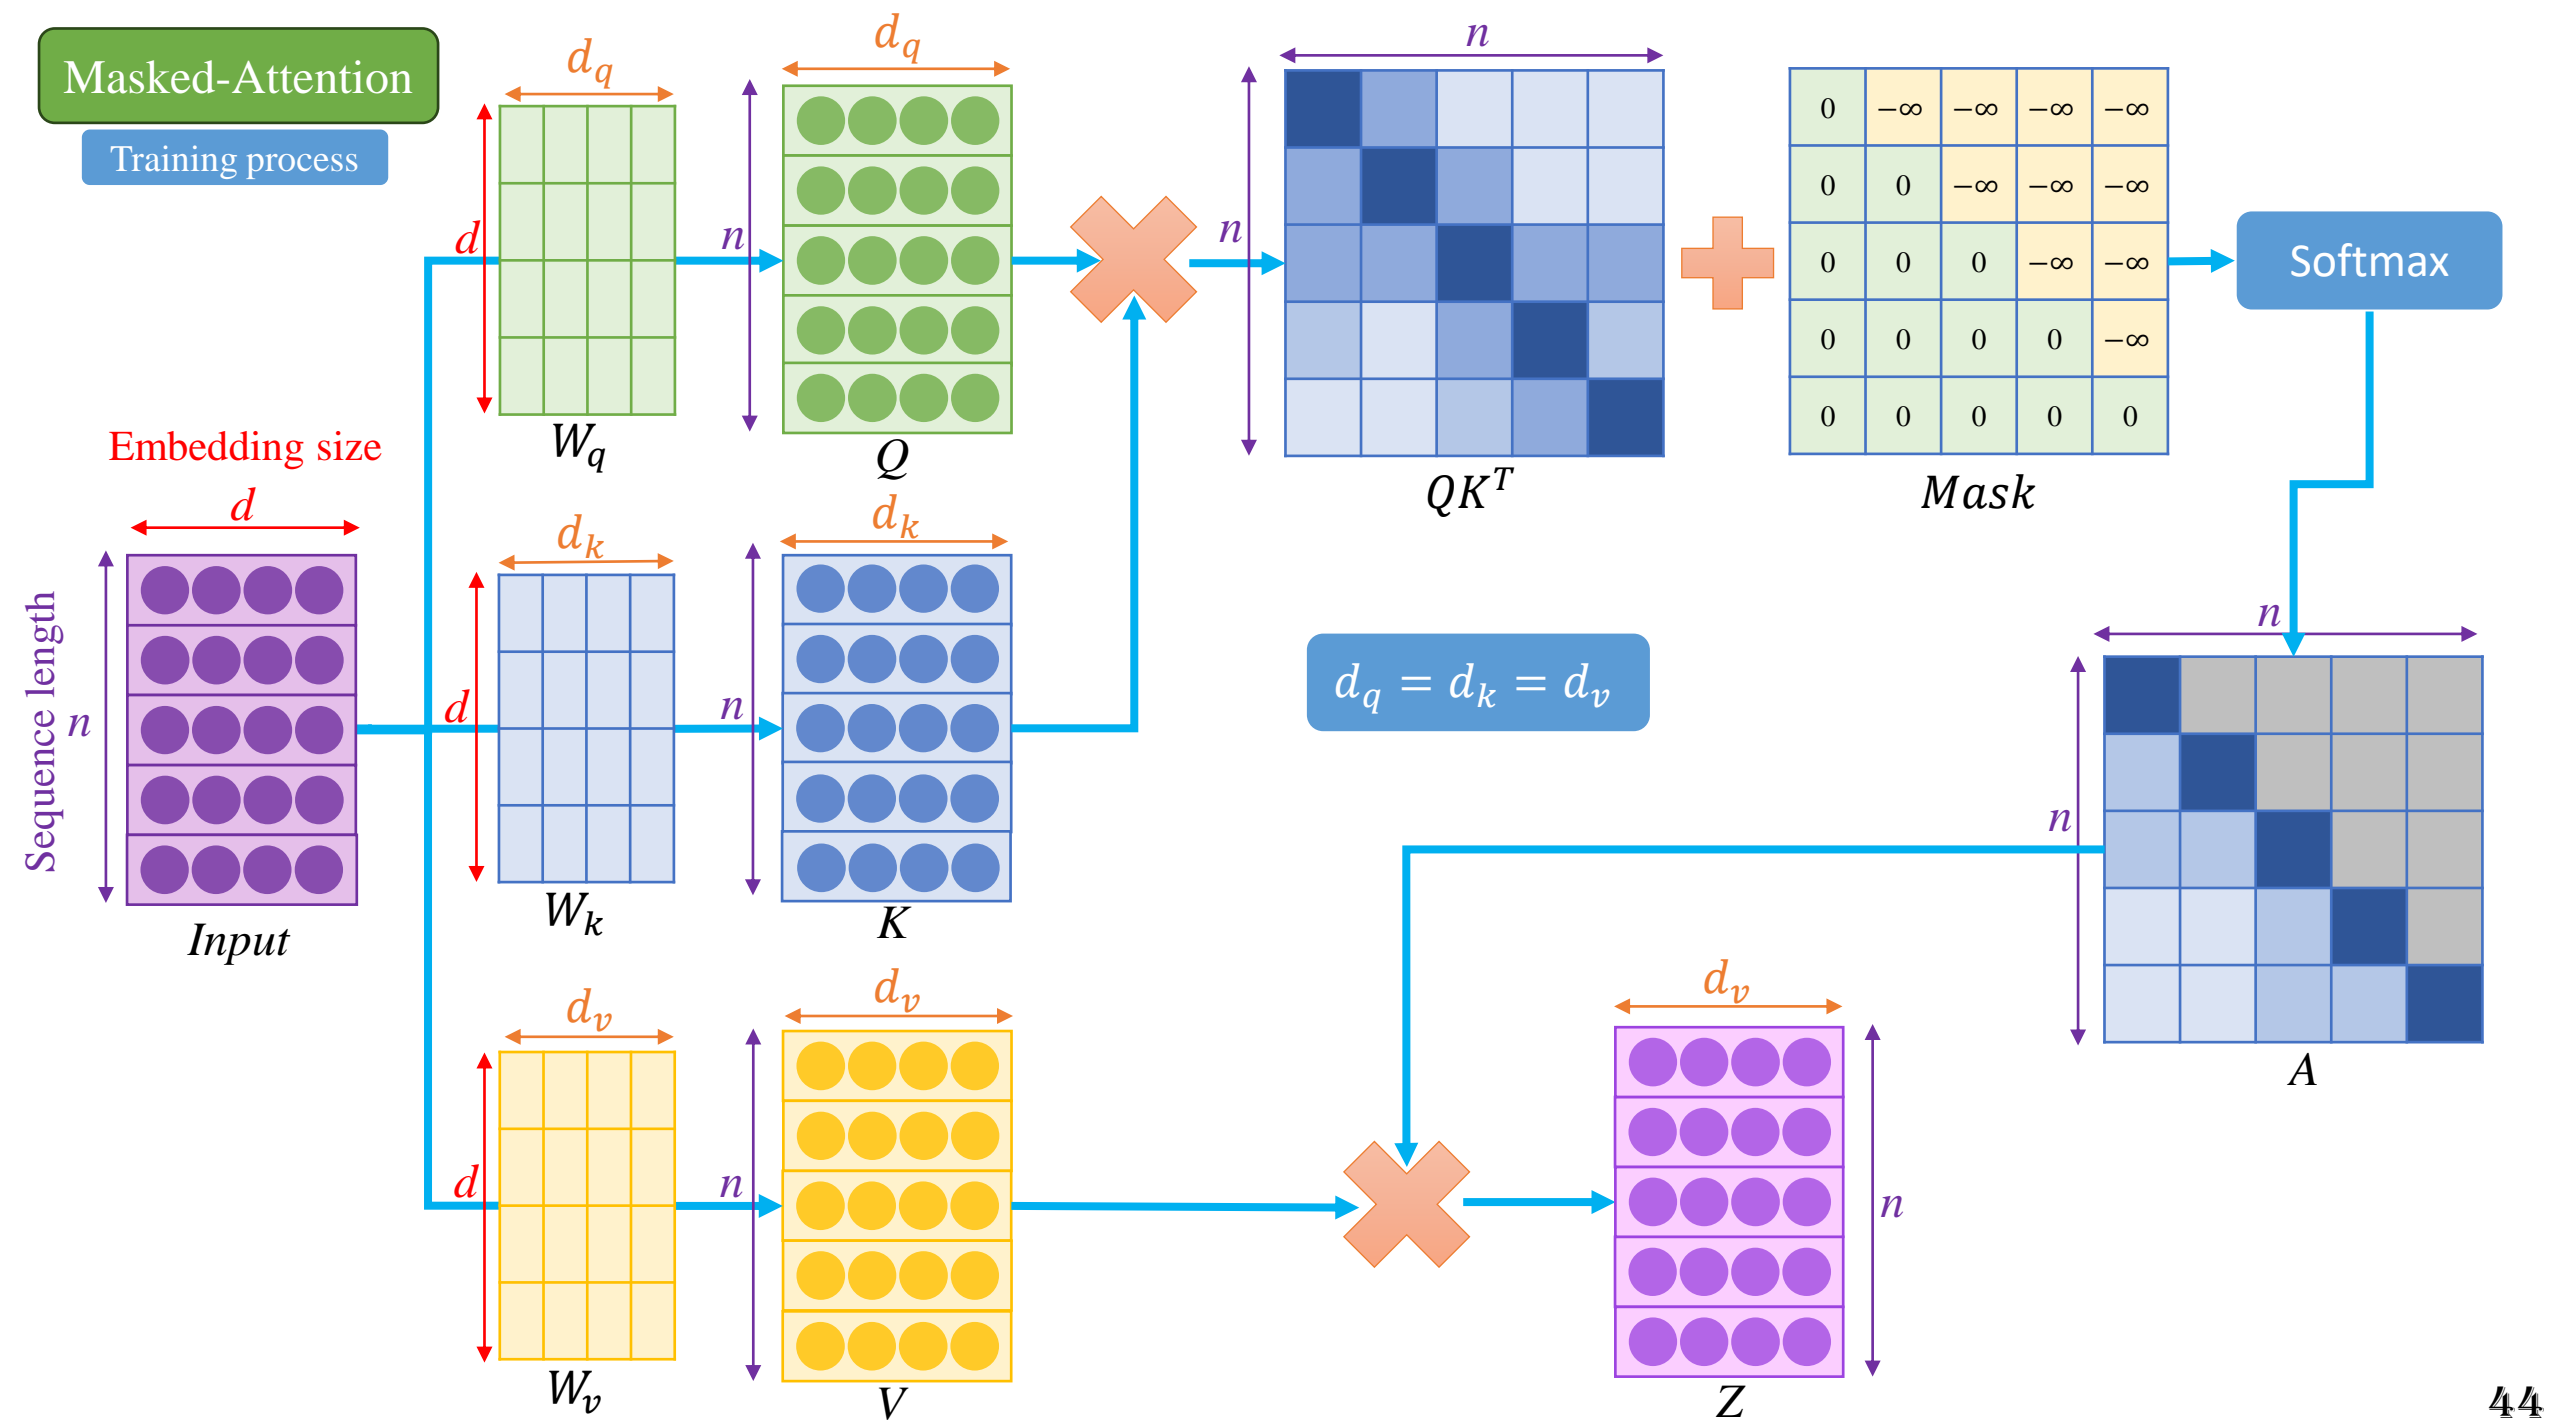 Masked-Attention
Training process
Embedding size
d
Sequence length
n
Input
d_q
d
W_q
d_q
n
Q
d_k
d
W_k
d_k
n
K
d_v
d
W_v
d_v
n
V
n
n
QK^T
0 −∞ −∞ −∞ −∞
0 0 −∞ −∞ −∞
0 0 0 −∞ −∞
0 0 0 0 −∞
0 0 0 0 0
Mask
Softmax
d_q = d_k = d_v
n
n
A
d_v
n
Z
44